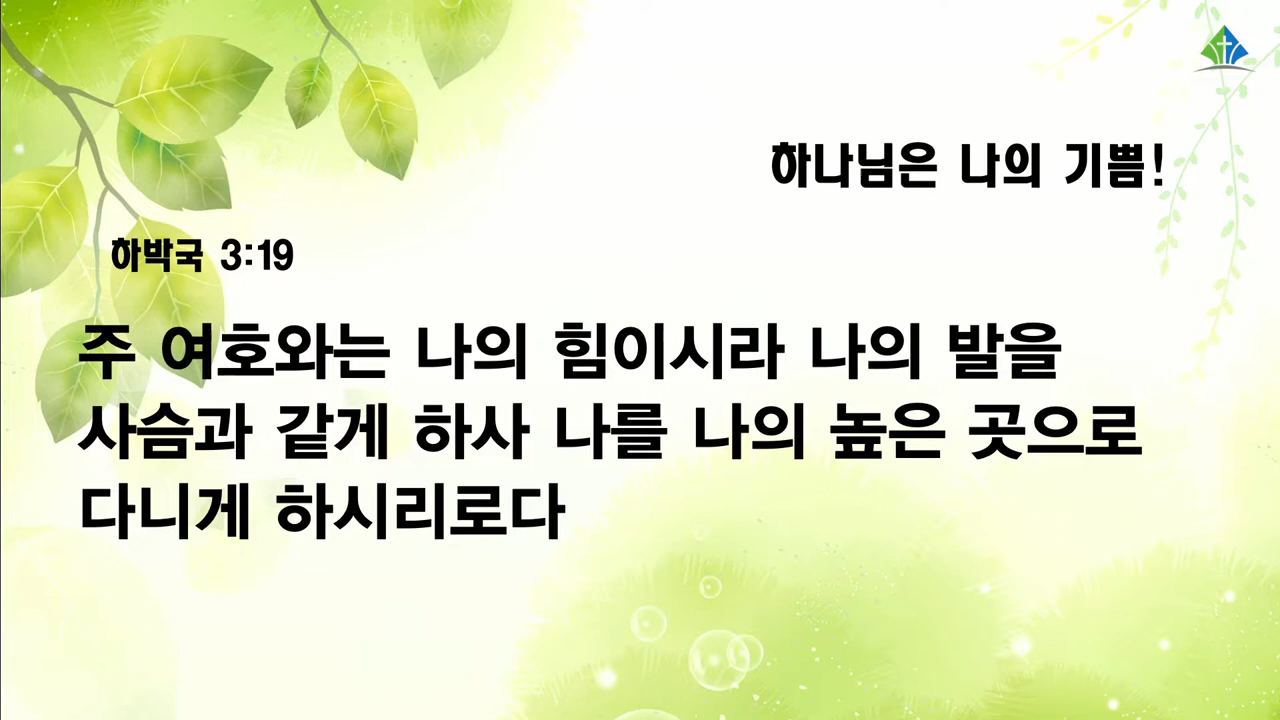 하나님은 나의 기쁨!
하박국 3:19
주 여호와는 나의 힘이시라 나의 발을
사슴과 같게 하사 나를 나의 높은 곳으로
다니게 하시리로다